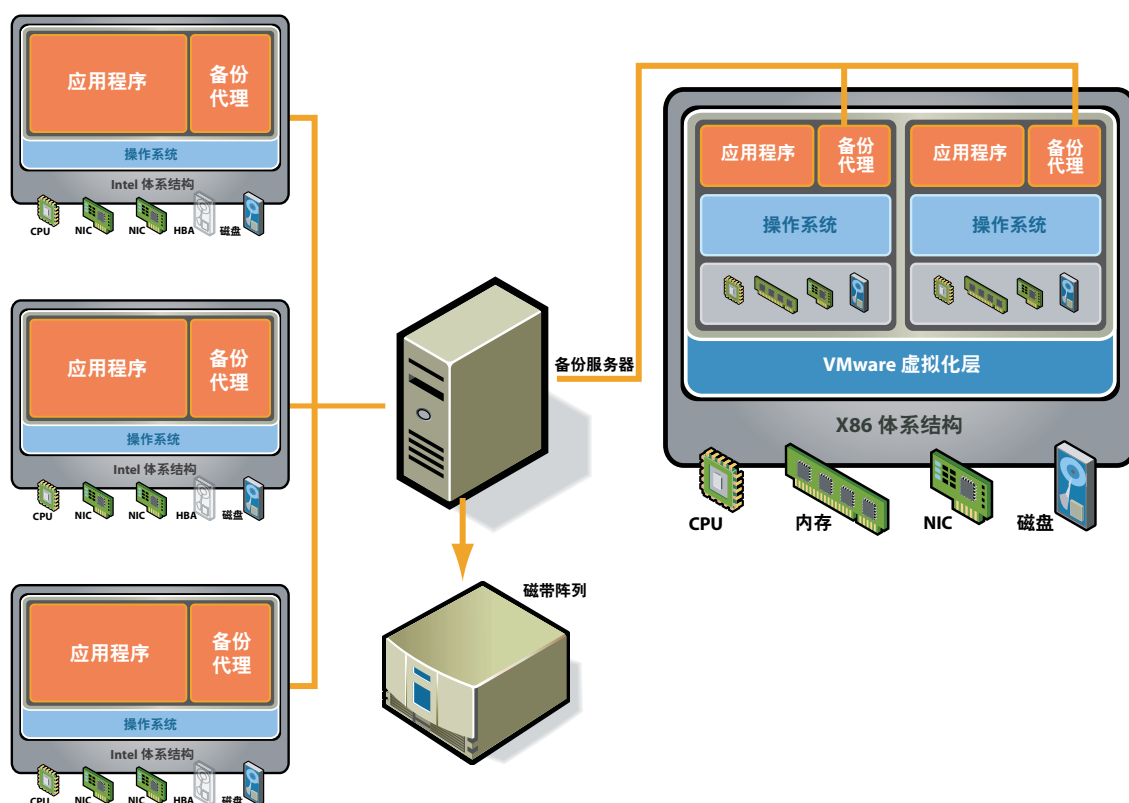 应用程序
备份
代理
操作系统
Intel 体系结构
CPU NIC NIC HBA 磁盘
应用程序
备份
代理
操作系统
Intel 体系结构
CPU NIC NIC HBA 磁盘
应用程序
备份
代理
操作系统
Intel 体系结构
CPU NIC NIC HBA 磁盘
备份服务器
磁带阵列
应用程序
备份
代理
操作系统
应用程序
备份
代理
操作系统
VMware 虚拟化层
X86 体系结构
CPU 内存 NIC 磁盘